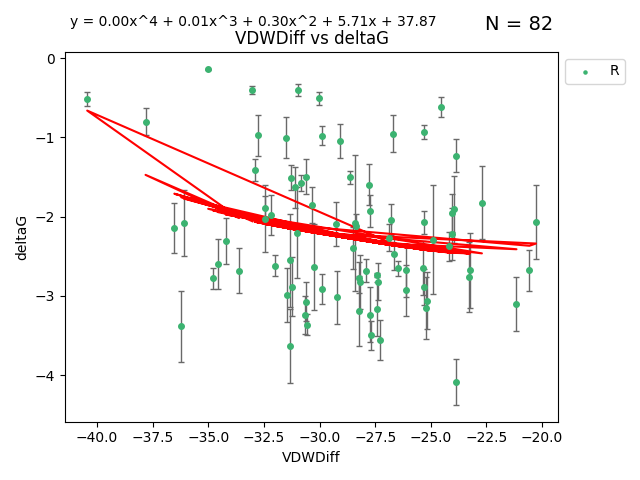 y = 0.00x^4 + 0.01x^3 + 0.30x^2 + 5.71x + 37.87
N = 82
VDWDiff vs deltaG
R
deltaG
0
−1
−2
−3
−4
−40.0 −37.5 −35.0 −32.5 −30.0 −27.5 −25.0 −22.5 −20.0
VDWDiff